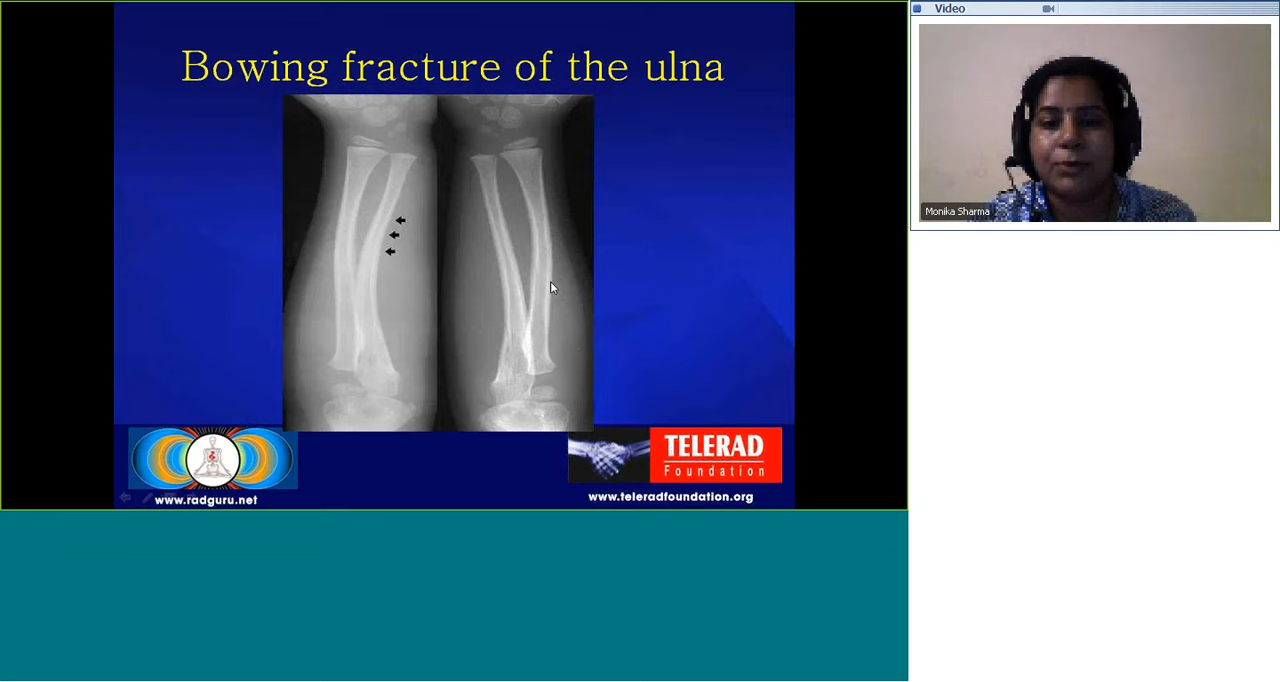 Video
Bowing fracture of the ulna
Monika Sharma
TELERAD
Foundation
www.radguru.net
www.teleradfoundation.org